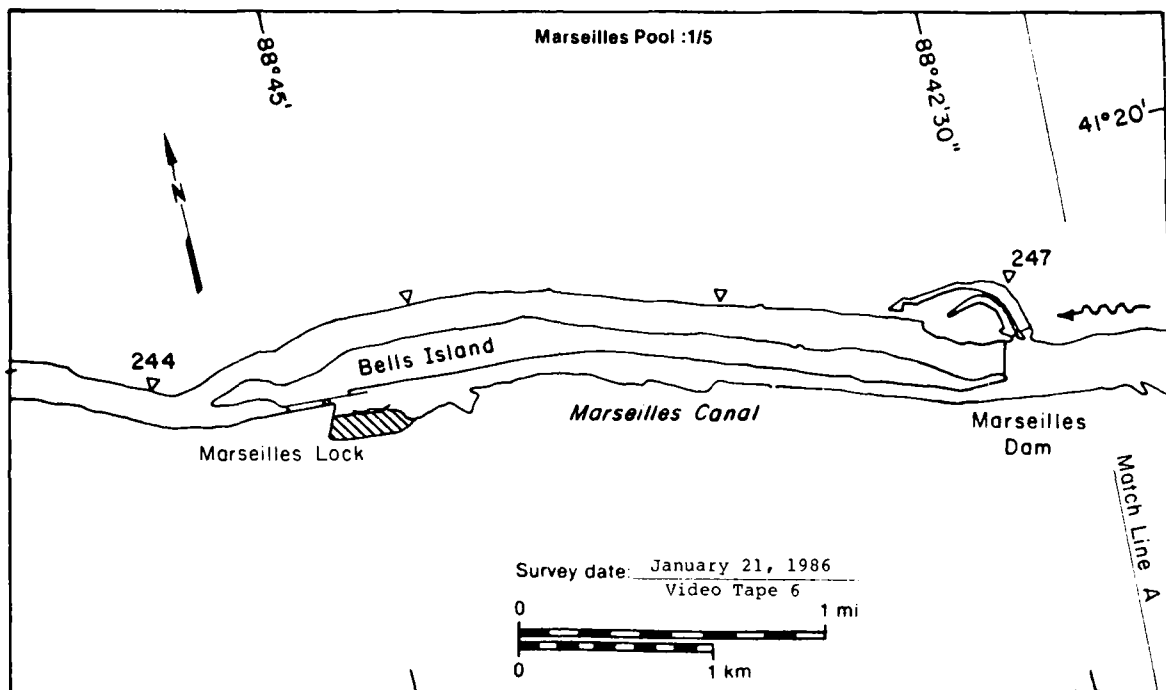 Marseilles Pool :1/5
88°45'
88°42'30"
41°20'
N
247
244
Bells Island
Marseilles Canal
Marseilles Lock
Marseilles
Dam
Match Line A
Survey date: January 21, 1986
Video Tape 6
0 1 mi
0 1 km